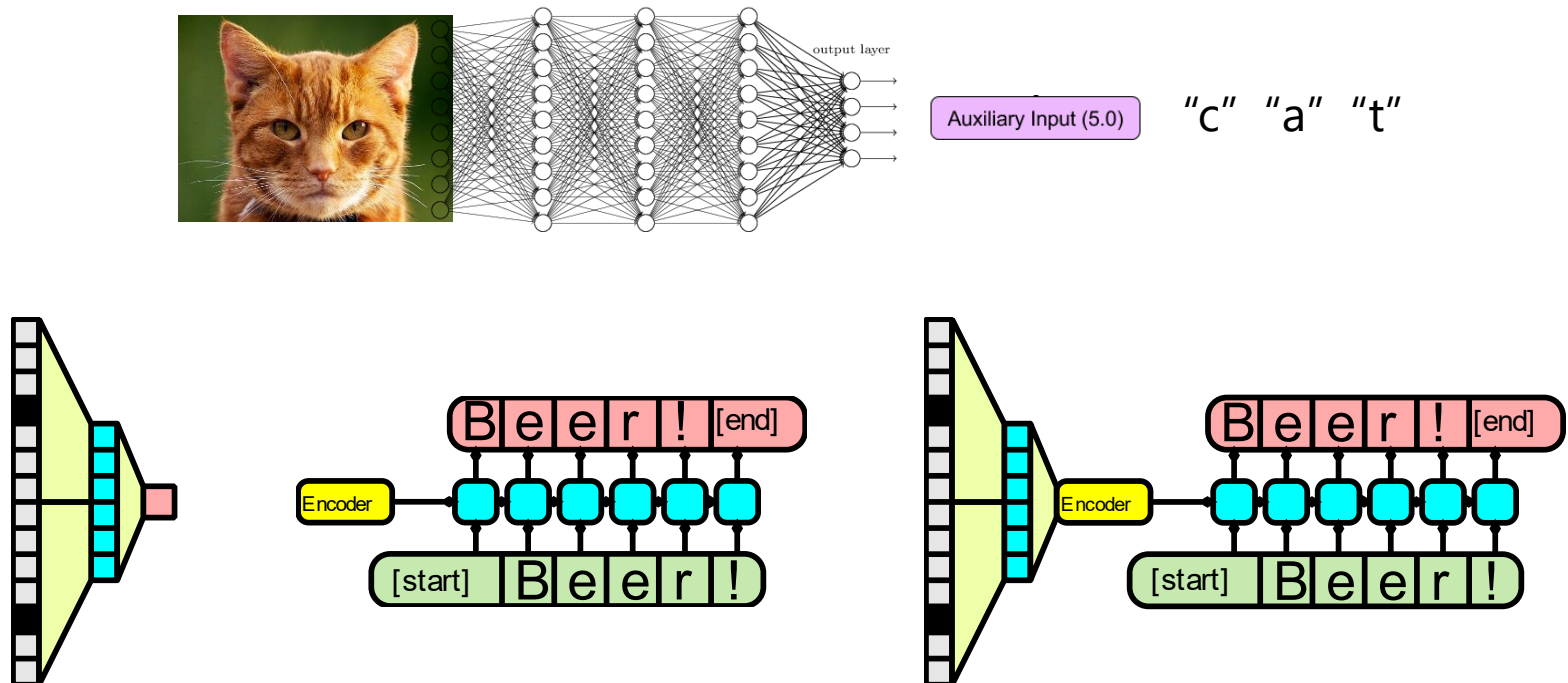 output layer
Auxiliary Input (5.0)
“c” “a” “t”
B e e r ! [end]
Encoder
[start] B e e r !
B e e r ! [end]
Encoder
[start] B e e r !